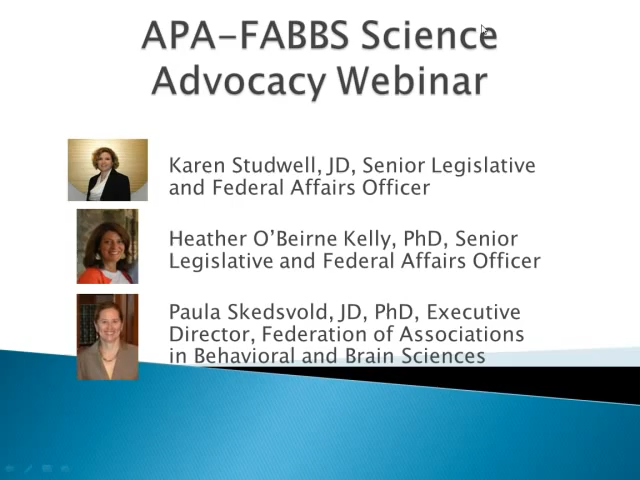 APA-FABBS Science
Advocacy Webinar
Karen Studwell, JD, Senior Legislative
and Federal Affairs Officer
Heather O’Beirne Kelly, PhD, Senior
Legislative and Federal Affairs Officer
Paula Skedsvold, JD, PhD, Executive
Director, Federation of Associations
in Behavioral and Brain Sciences